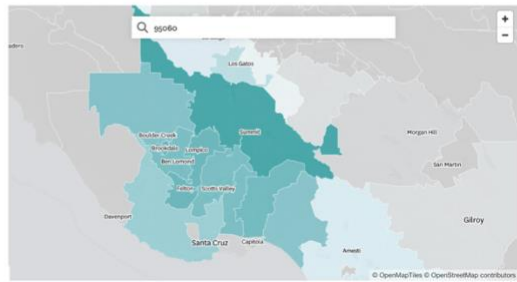 95060
+
−
Los Gatos
Summit
Morgan Hill
San Martin
Boulder Creek
Brookdale
Lompico
Ben Lomond
Felton
Scotts Valley
Davenport
Santa Cruz
Capitola
Gilroy
Amesti
© OpenMapTiles © OpenStreetMap contributors